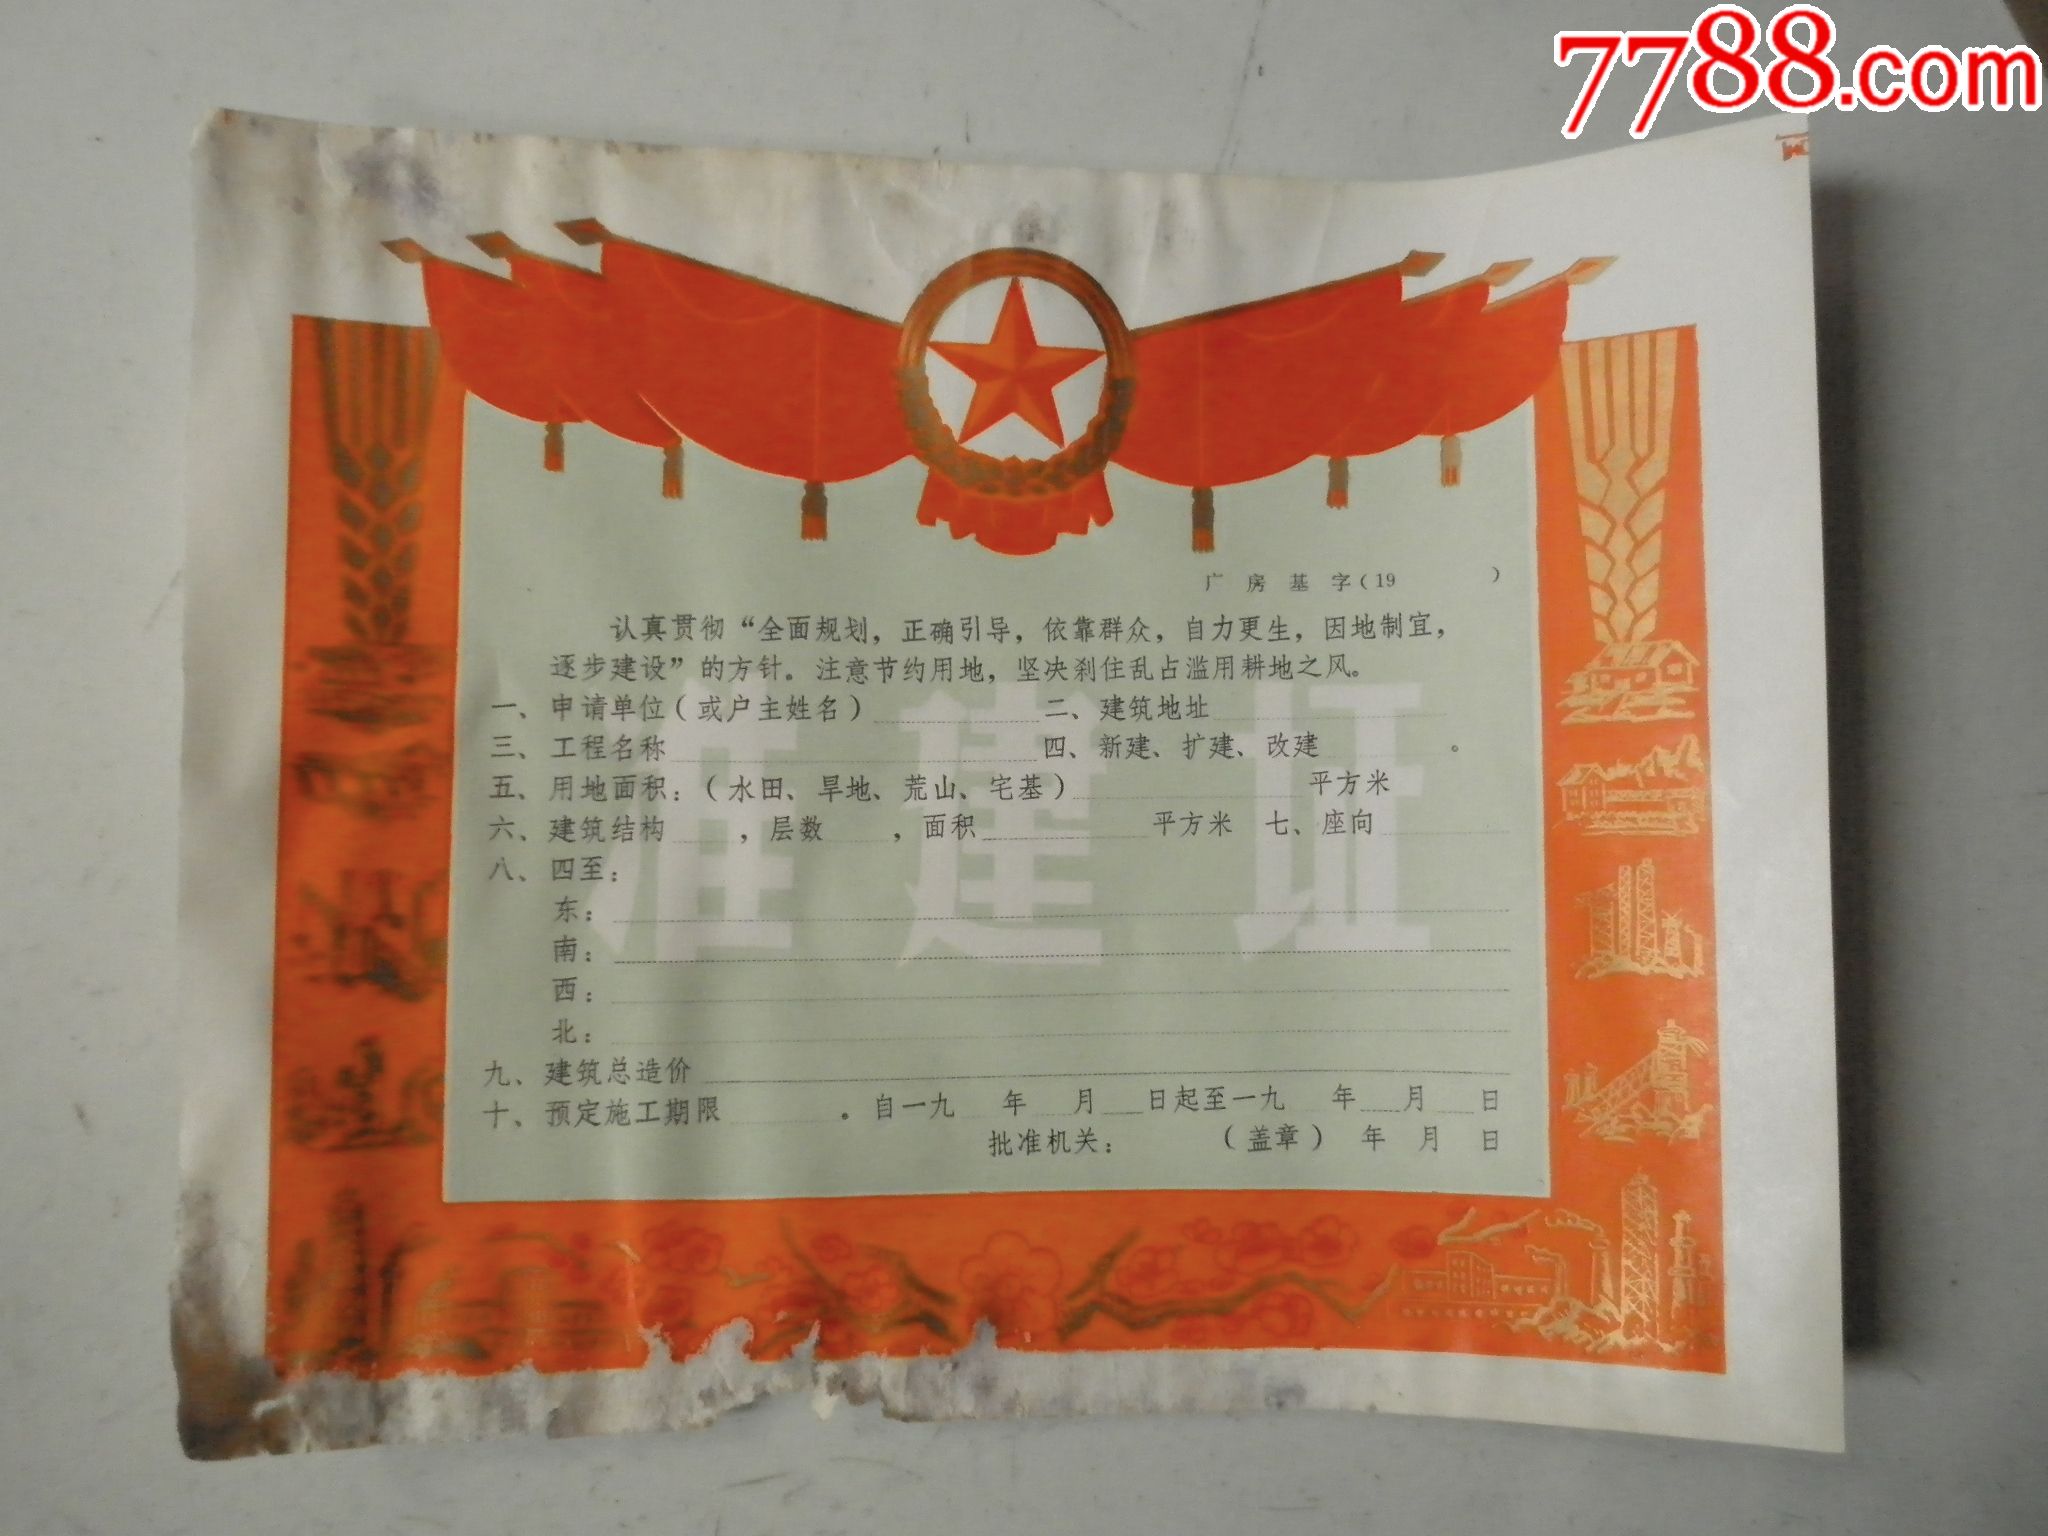 7788.com
广 房 基 字(19 )
认真贯彻“全面规划，正确引导，依靠群众，自力更生，因地制宜，
逐步建设”的方针。注意节约用地，坚决刹住乱占滥用耕地之风。
一、申请单位(或户主姓名) 二、建筑地址
三、工程名称 四、新建、扩建、改建 。
五、用地面积：(水田、旱地、荒山、宅基) 平方米
六、建筑结构 ，层数 ，面积 平方米 七、座向
八、四至：
东：
南：
西：
北：
九、建筑总造价
十、预定施工期限 。自一九 年 月 日起至一九 年 月 日
批准机关： (盖章) 年 月 日
准建证